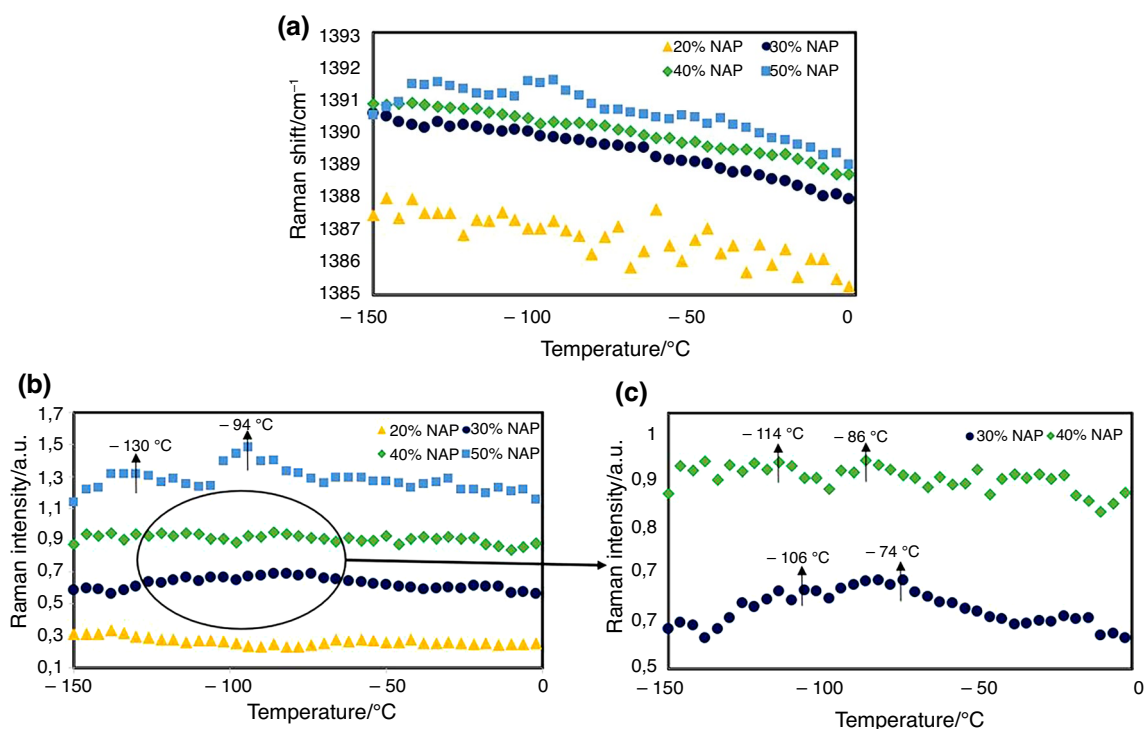 (a)
1393
1392
1391
1390
1389
1388
1387
1386
1385
Raman shift/cm⁻¹
20% NAP 30% NAP
40% NAP 50% NAP
– 150 – 100 – 50 0
Temperature/°C
(b)
1,7
1,5
1,3
1,1
0,9
0,7
0,5
0,3
0,1
Raman intensity/a.u.
– 130 °C – 94 °C
20% NAP 30% NAP
40% NAP 50% NAP
– 150 – 100 – 50 0
Temperature/°C
(c)
1
0,9
0,8
0,7
0,7
0,5
Raman intensity/a.u.
30% NAP 40% NAP
– 114 °C – 86 °C
– 106 °C – 74 °C
– 150 – 100 – 50 0
Temperature/°C